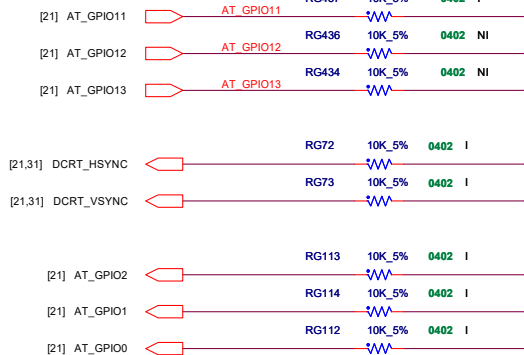 [21] AT_GPIO11 AT_GPIO11
RG436 10K_5% 0402 NI
[21] AT_GPIO12 AT_GPIO12
RG434 10K_5% 0402 NI
[21] AT_GPIO13 AT_GPIO13
RG72 10K_5% 0402 I
[21,31] DCRT_HSYNC
RG73 10K_5% 0402 I
[21,31] DCRT_VSYNC
RG113 10K_5% 0402 I
[21] AT_GPIO2
RG114 10K_5% 0402 I
[21] AT_GPIO1
RG112 10K_5% 0402 I
[21] AT_GPIO0